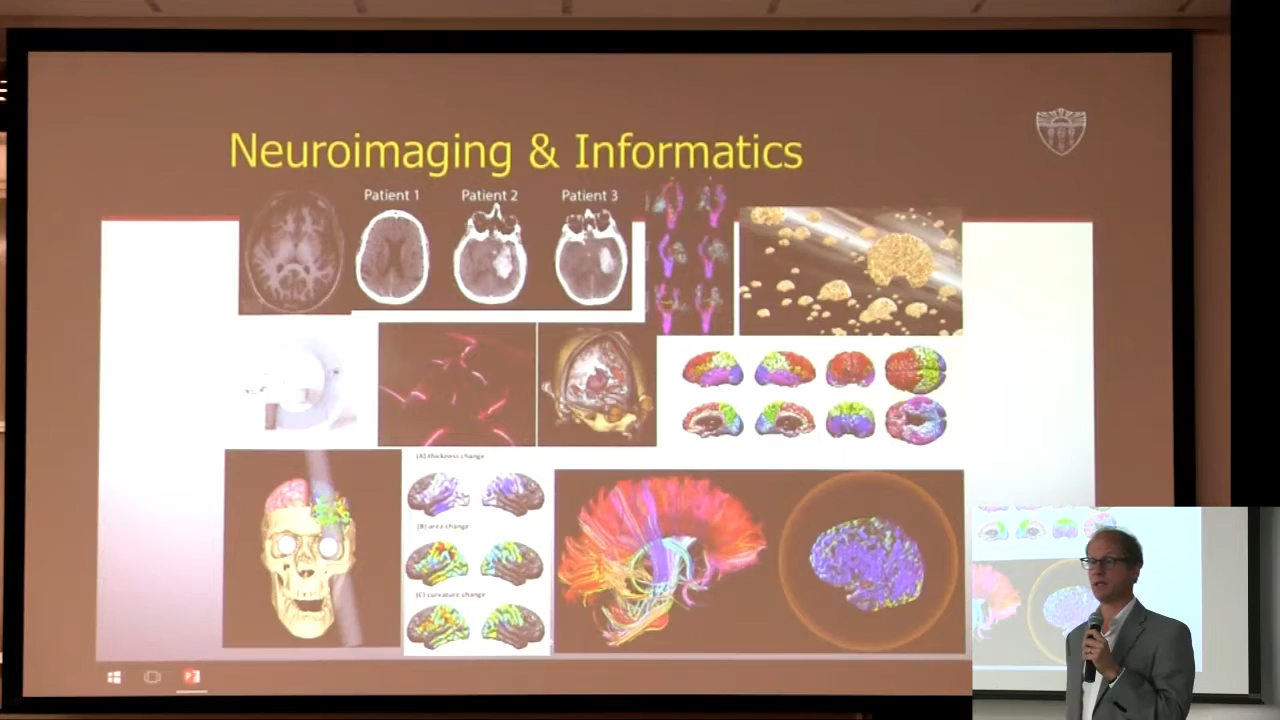 Neuroimaging & Informatics
Patient 1
Patient 2
Patient 3
(A) thickness change
(B) area change
(C) curvature change